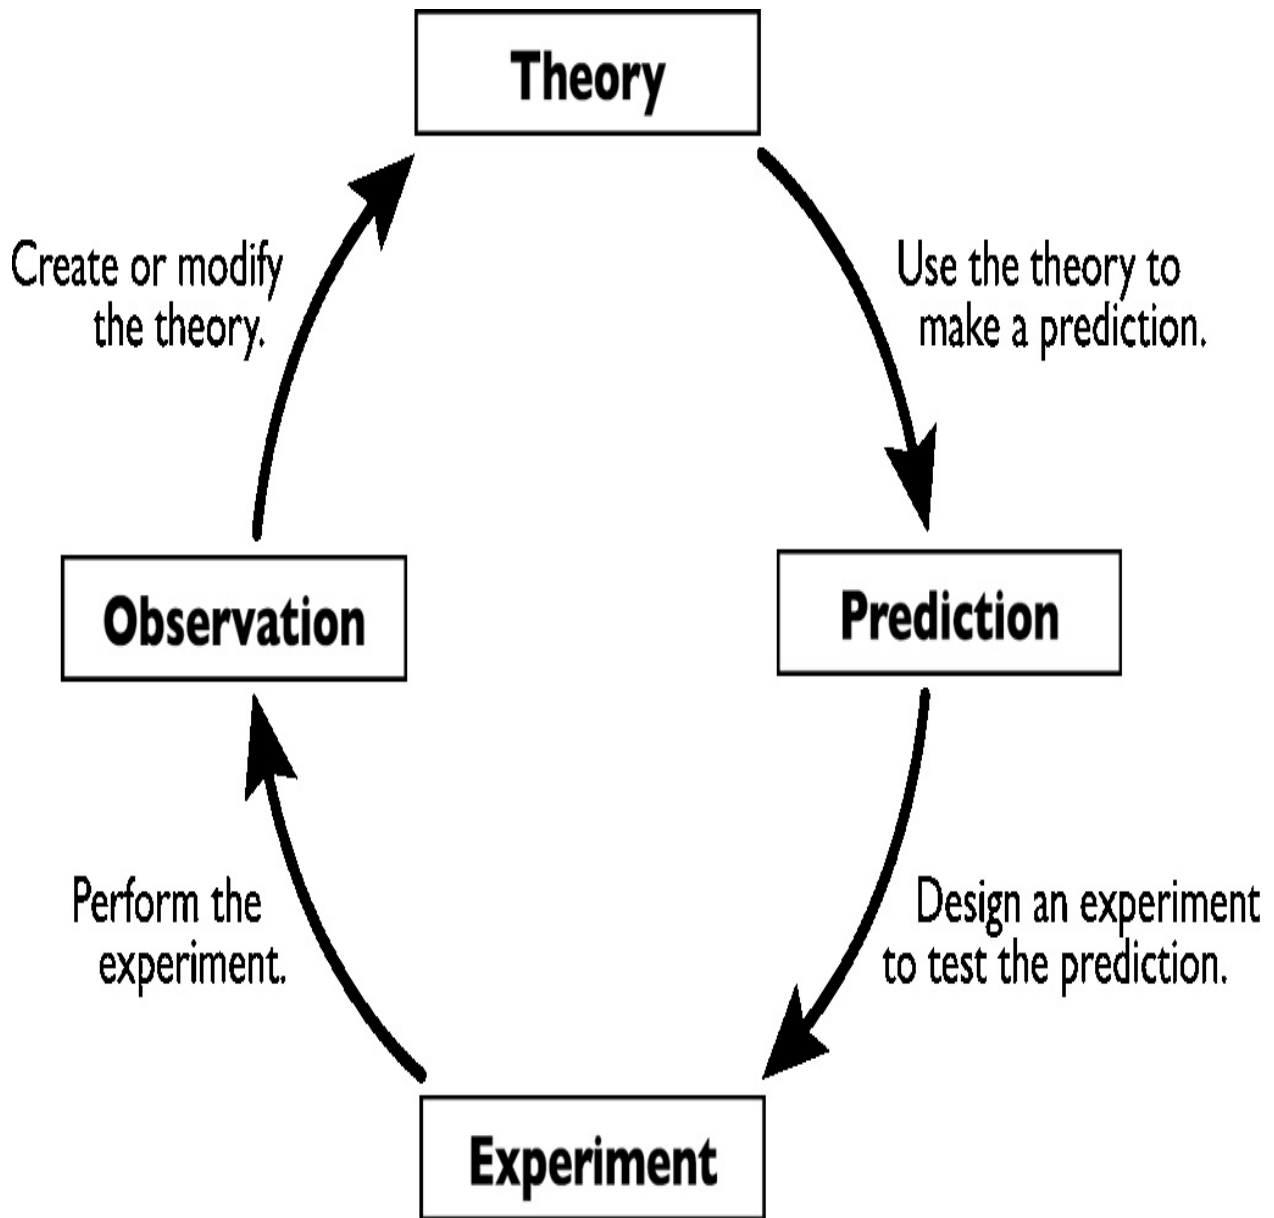 Theory
Create or modify
the theory.
Use the theory to
make a prediction.
Observation
Prediction
Perform the
experiment.
Design an experiment
to test the prediction.
Experiment